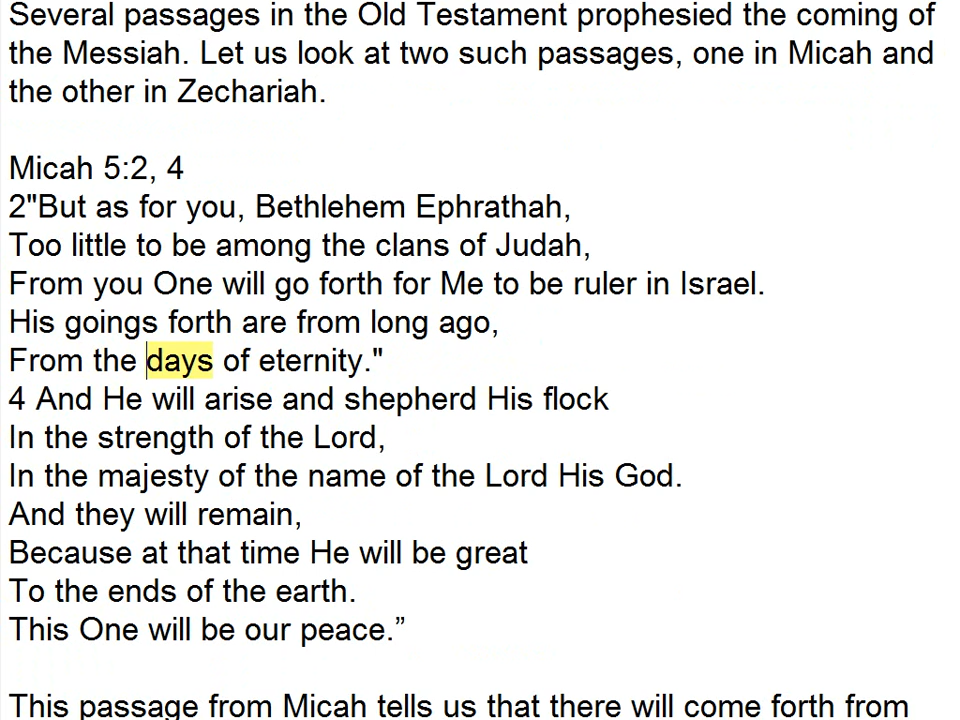 Several passages in the Old Testament prophesied the coming of
the Messiah. Let us look at two such passages, one in Micah and
the other in Zechariah.
Micah 5:2, 4
2"But as for you, Bethlehem Ephrathah,
Too little to be among the clans of Judah,
From you One will go forth for Me to be ruler in Israel.
His goings forth are from long ago,
From the days of eternity."
4 And He will arise and shepherd His flock
In the strength of the Lord,
In the majesty of the name of the Lord His God.
And they will remain,
Because at that time He will be great
To the ends of the earth.
This One will be our peace.”
This passage from Micah tells us that there will come forth from